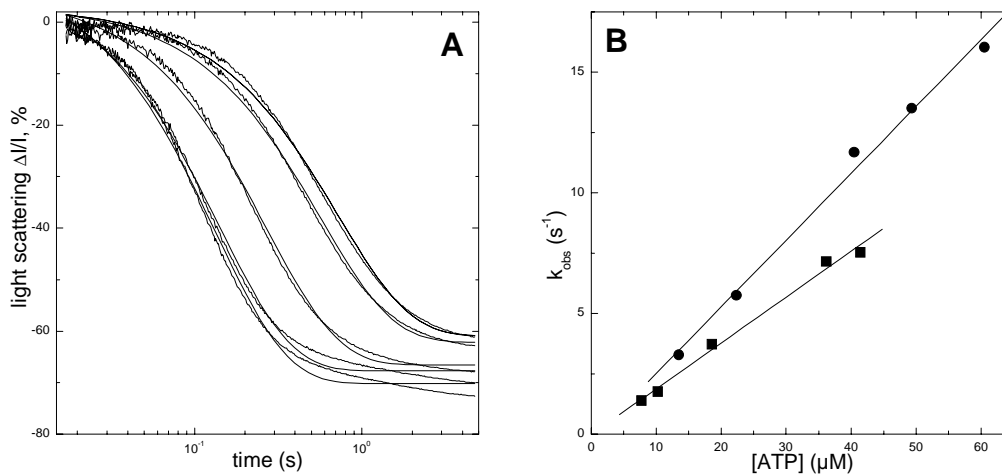 A
light scattering ΔI/I, %
0
-20
-40
-60
-80
10⁻¹
10⁰
time (s)
B
k_obs (s⁻¹)
15
10
5
0
0 10 20 30 40 50 60
[ATP] (µM)